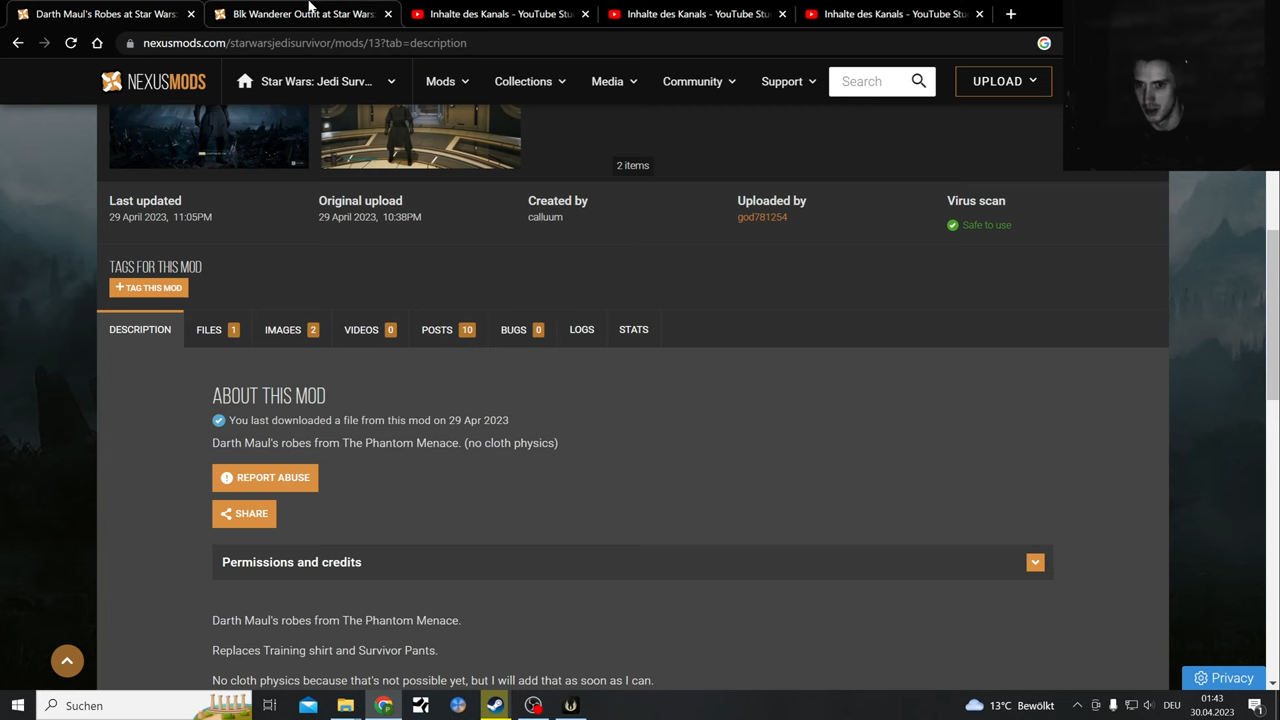 Darth Maul's Robes at Star Wars:
Blk Wanderer Outfit at Star Wars:
Inhalte des Kanals - YouTube Stu
Inhalte des Kanals - YouTube Stu
Inhalte des Kanals - YouTube Stu
nexusmods.com/starwarsjedisurvivor/mods/13?tab=description
NEXUSMODS
Star Wars: Jedi Surv...
Mods
Collections
Media
Community
Support
Search
UPLOAD
2 items
Last updated
Original upload
Created by
Uploaded by
Virus scan
29 April 2023, 11:05PM
29 April 2023, 10:38PM
calluum
god781254
Safe to use
TAGS FOR THIS MOD
+ TAG THIS MOD
DESCRIPTION
FILES 1
IMAGES 2
VIDEOS 0
POSTS 10
BUGS 0
LOGS
STATS
ABOUT THIS MOD
You last downloaded a file from this mod on 29 Apr 2023
Darth Maul's robes from The Phantom Menace. (no cloth physics)
REPORT ABUSE
SHARE
Permissions and credits
Darth Maul's robes from The Phantom Menace.
Replaces Training shirt and Survivor Pants.
No cloth physics because that's not possible yet, but I will add that as soon as I can.
Privacy
Suchen
13°C Bewölkt
DEU
01:43
30.04.2023